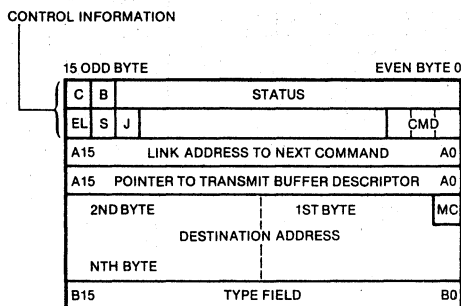 CONTROL INFORMATION
15 ODD BYTE EVEN BYTE 0
C B STATUS
EL S J CMD
A15 LINK ADDRESS TO NEXT COMMAND A0
A15 POINTER TO TRANSMIT BUFFER DESCRIPTOR A0
2ND BYTE 1ST BYTE MC
DESTINATION ADDRESS
NTH BYTE
B15 TYPE FIELD B0